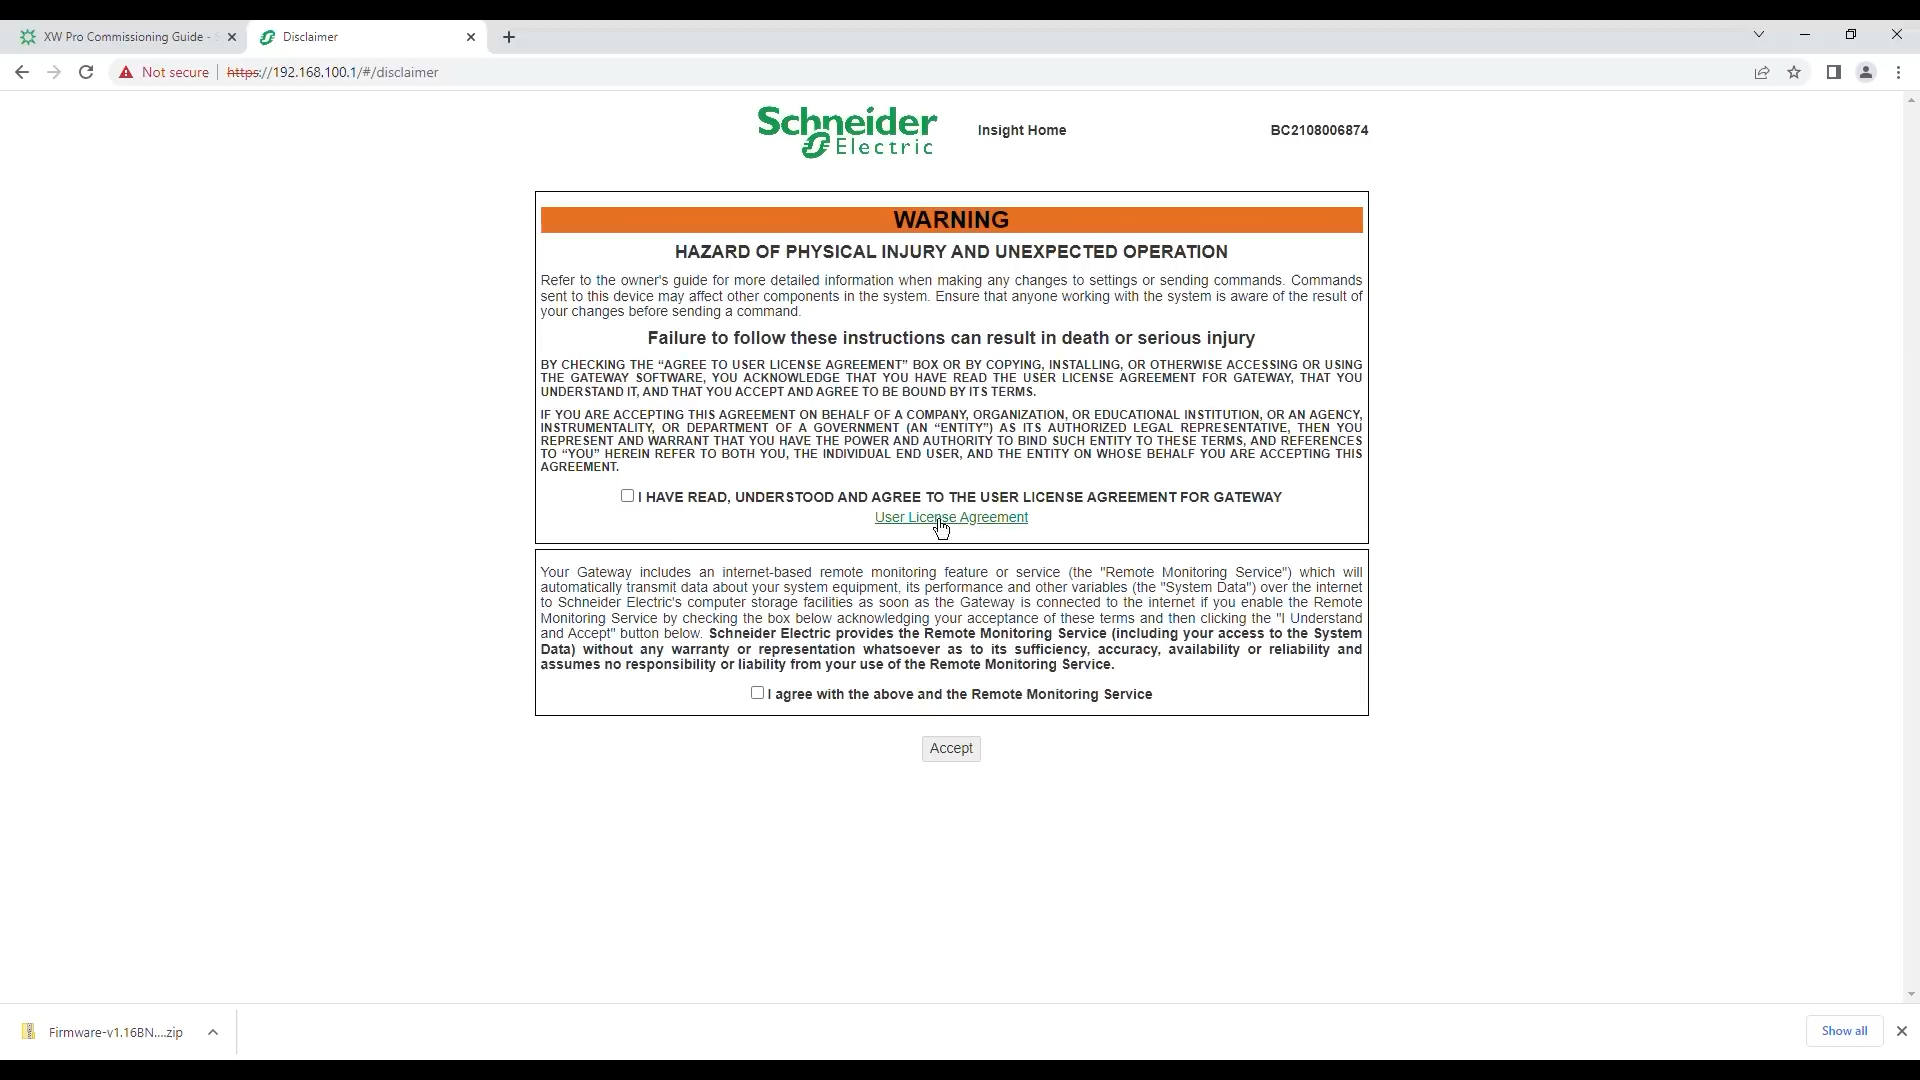 XW Pro Commissioning Guide -
Disclaimer
Not secure
https://192.168.100.1/#/disclaimer
Schneider
Electric
Insight Home
BC2108006874
WARNING
HAZARD OF PHYSICAL INJURY AND UNEXPECTED OPERATION
Refer to the owner's guide for more detailed information when making any changes to settings or sending commands. Commands
sent to this device may affect other components in the system. Ensure that anyone working with the system is aware of the result of
your changes before sending a command.
Failure to follow these instructions can result in death or serious injury
BY CHECKING THE “AGREE TO USER LICENSE AGREEMENT” BOX OR BY COPYING, INSTALLING, OR OTHERWISE ACCESSING OR USING
THE GATEWAY SOFTWARE, YOU ACKNOWLEDGE THAT YOU HAVE READ THE USER LICENSE AGREEMENT FOR GATEWAY, THAT YOU
UNDERSTAND IT, AND THAT YOU ACCEPT AND AGREE TO BE BOUND BY ITS TERMS.
IF YOU ARE ACCEPTING THIS AGREEMENT ON BEHALF OF A COMPANY, ORGANIZATION, OR EDUCATIONAL INSTITUTION, OR AN AGENCY,
INSTRUMENTALITY, OR DEPARTMENT OF A GOVERNMENT (AN “ENTITY”) AS ITS AUTHORIZED LEGAL REPRESENTATIVE, THEN YOU
REPRESENT AND WARRANT THAT YOU HAVE THE POWER AND AUTHORITY TO BIND SUCH ENTITY TO THESE TERMS, AND REFERENCES
TO “YOU” HEREIN REFER TO BOTH YOU, THE INDIVIDUAL END USER, AND THE ENTITY ON WHOSE BEHALF YOU ARE ACCEPTING THIS
AGREEMENT.
I HAVE READ, UNDERSTOOD AND AGREE TO THE USER LICENSE AGREEMENT FOR GATEWAY
User License Agreement
Your Gateway includes an internet-based remote monitoring feature or service (the "Remote Monitoring Service") which will
automatically transmit data about your system equipment, its performance and other variables (the "System Data") over the internet
to Schneider Electric's computer storage facilities as soon as the Gateway is connected to the internet if you enable the Remote
Monitoring Service by checking the box below acknowledging your acceptance of these terms and then clicking the "I Understand
and Accept" button below. Schneider Electric provides the Remote Monitoring Service (including your access to the System
Data) without any warranty or representation whatsoever as to its sufficiency, accuracy, availability or reliability and
assumes no responsibility or liability from your use of the Remote Monitoring Service.
I agree with the above and the Remote Monitoring Service
Accept
Firmware-v1.16BN....zip
Show all